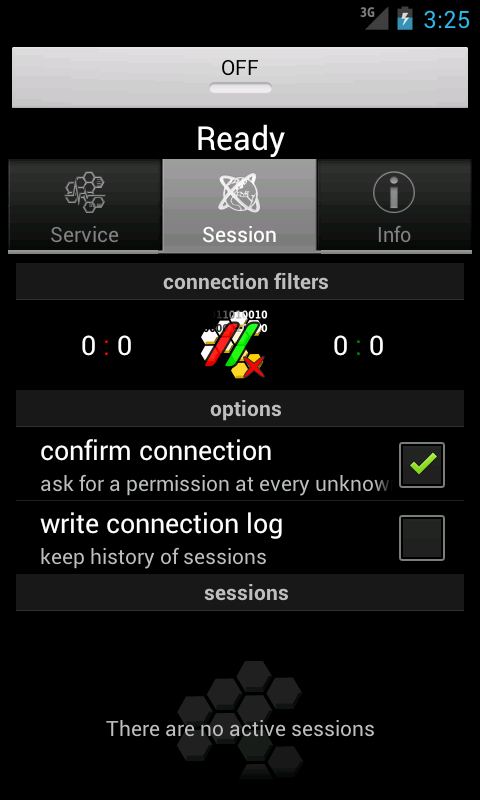 3G 3:25
OFF
Ready
Service Session Info
connection filters
0 : 0 0 : 0
options
confirm connection
ask for a permission at every unknow
write connection log
keep history of sessions
sessions
There are no active sessions